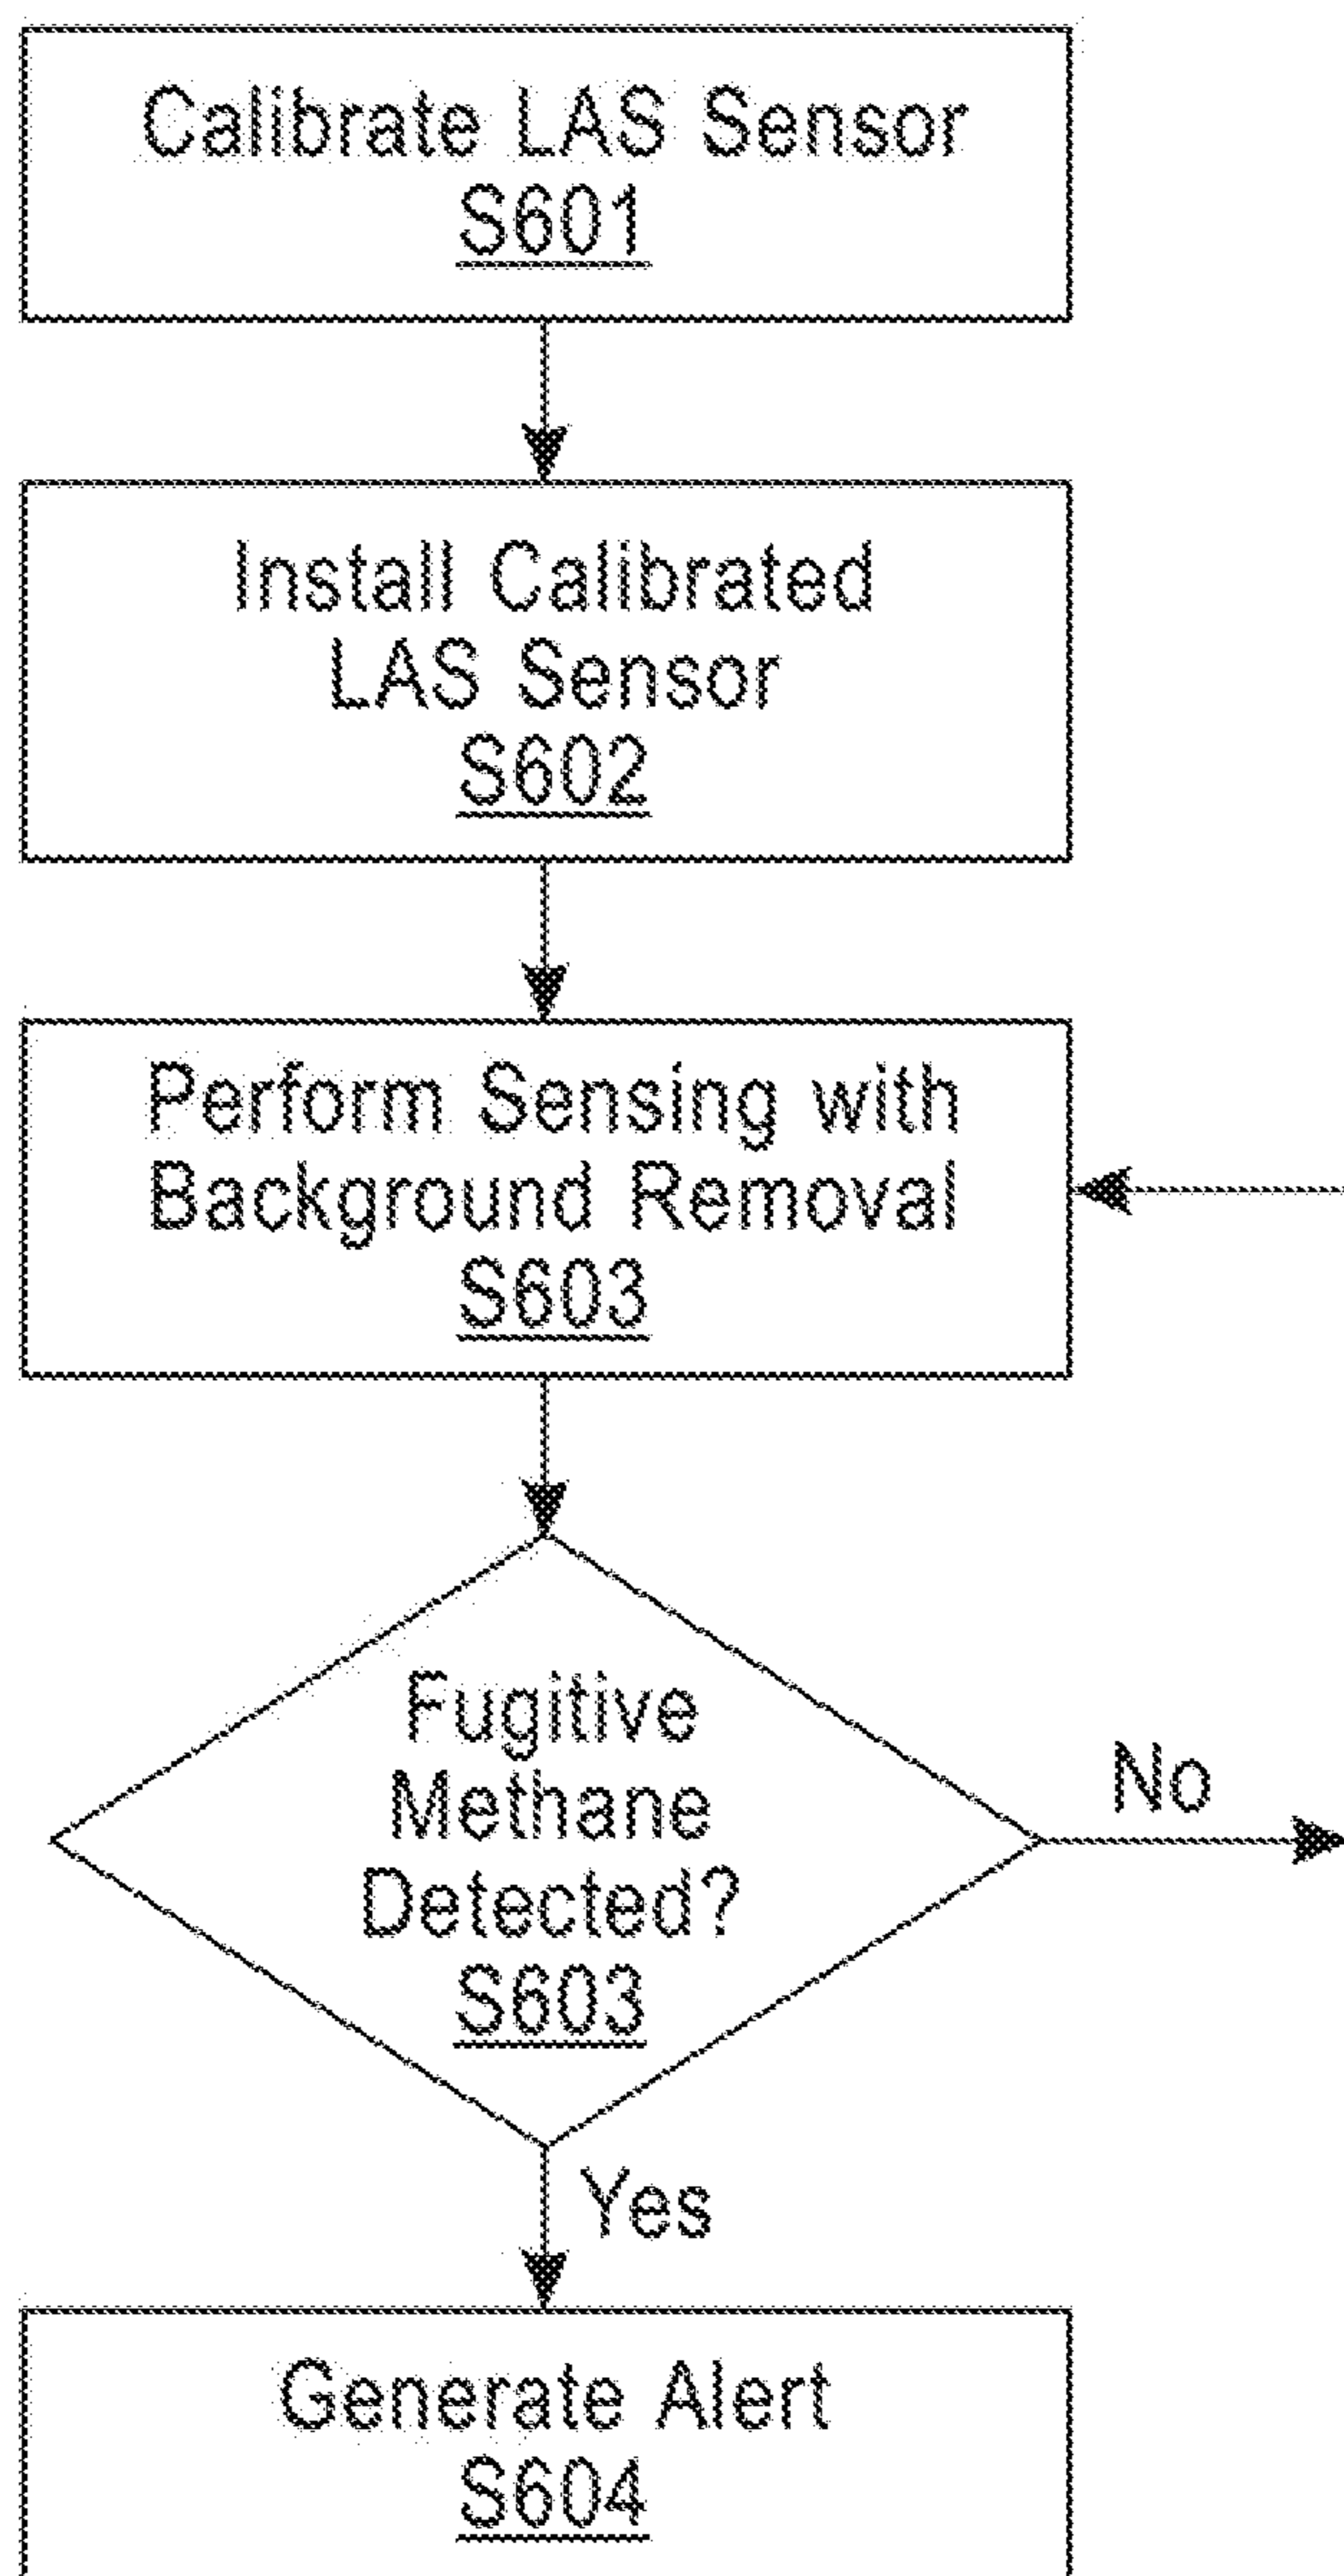 Calibrate LAS Sensor
S601
Install Calibrated
LAS Sensor
S602
Perform Sensing with
Background Removal
S603
Fugitive
Methane
Detected?
S603
No
Yes
Generate Alert
S604